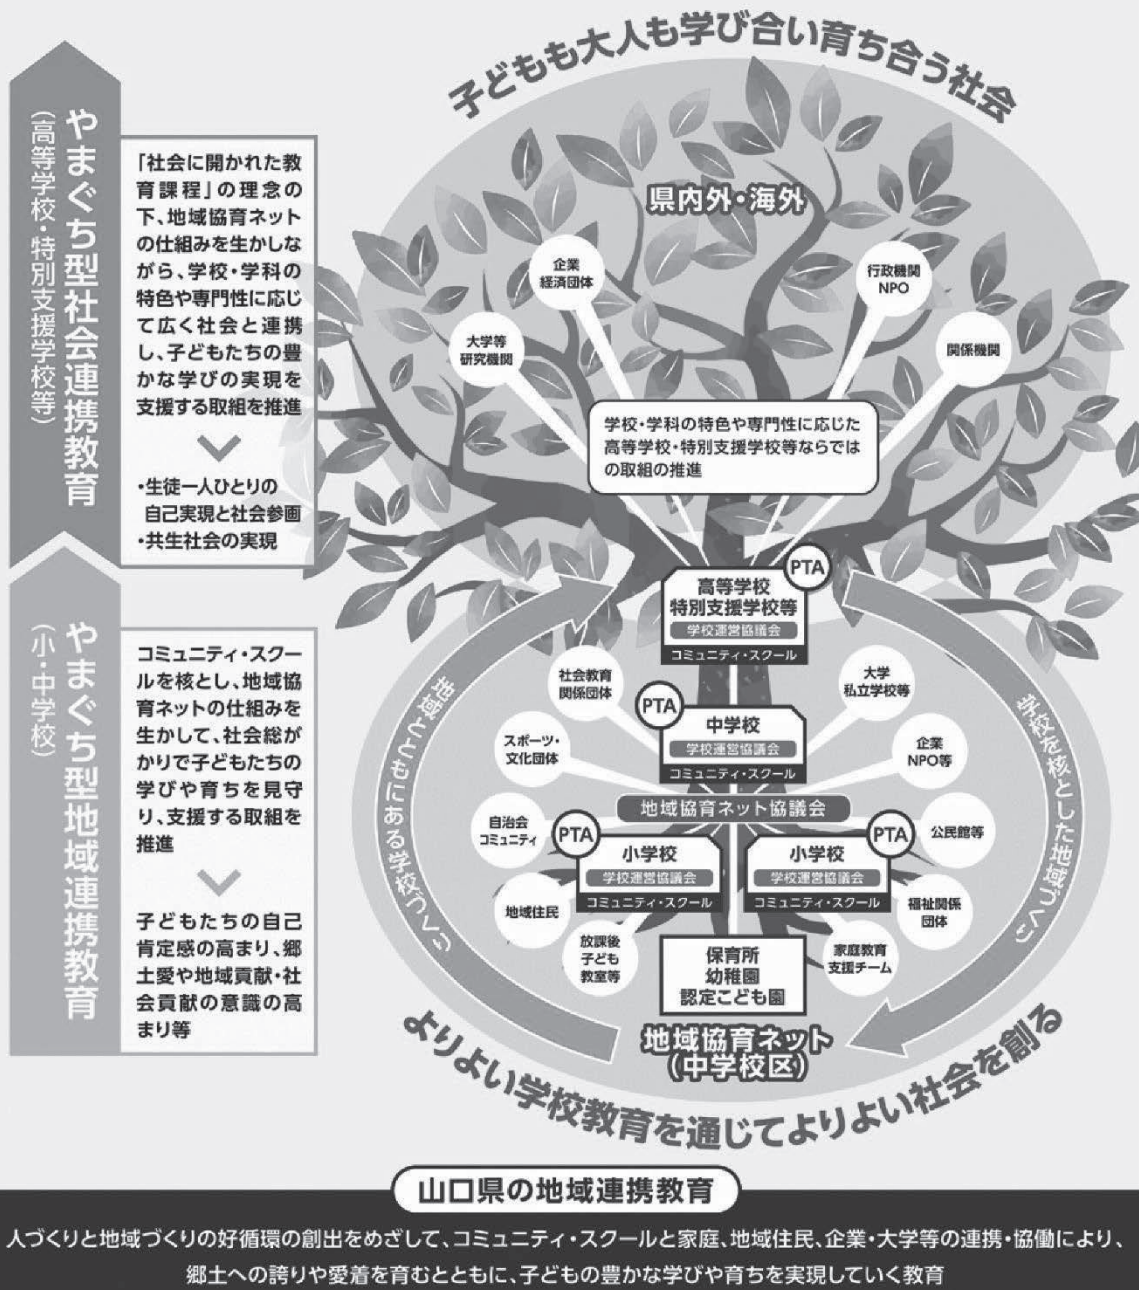 子どもも大人も学び合い育ち合う社会
やまぐち型社会連携教育
（高等学校・特別支援学校等）
「社会に開かれた教
育課程」の理念の
下、地域協育ネット
の仕組みを生かしな
がら、学校・学科の
特色や専門性に応じ
て広く社会と連携
し、子どもたちの豊
かな学びの実現を
支援する取組を推進
・生徒一人ひとりの
自己実現と社会参画
・共生社会の実現
県内外・海外
企業
経済団体
行政機関
NPO
大学等
研究機関
関係機関
学校・学科の特色や専門性に応じた
高等学校・特別支援学校等ならでは
の取組の推進
PTA
高等学校
特別支援学校等
学校運営協議会
コミュニティ・スクール
やまぐち型地域連携教育
（小・中学校）
コミュニティ・スクー
ルを核とし、地域協
育ネットの仕組みを
生かして、社会総が
かりで子どもたちの
学びや育ちを見守
り、支援する取組を
推進
子どもたちの自己
肯定感の高まり、郷
土愛や地域貢献・社
会貢献の意識の高
まり等
地域とともにある学校づくり
学校を核とした地域づくり
社会教育
関係団体
大学
私立学校等
PTA
中学校
学校運営協議会
コミュニティ・スクール
スポーツ・
文化団体
企業
NPO等
地域協育ネット協議会
自治会
コミュニティ
公民館等
PTA
小学校
学校運営協議会
コミュニティ・スクール
PTA
小学校
学校運営協議会
コミュニティ・スクール
地域住民
福祉関係
団体
放課後
子ども
教室等
家庭教育
支援チーム
保育所
幼稚園
認定こども園
地域協育ネット
（中学校区）
よりよい学校教育を通じてよりよい社会を創る
山口県の地域連携教育
人づくりと地域づくりの好循環の創出をめざして、コミュニティ・スクールと家庭、地域住民、企業・大学等の連携・協働により、
郷土への誇りや愛着を育むとともに、子どもの豊かな学びや育ちを実現していく教育